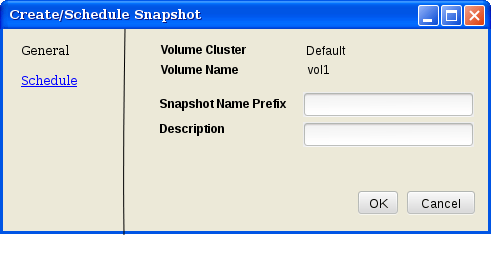 Create/Schedule Snapshot
General
Schedule
Volume Cluster Default
Volume Name vol1
Snapshot Name Prefix
Description
OK Cancel